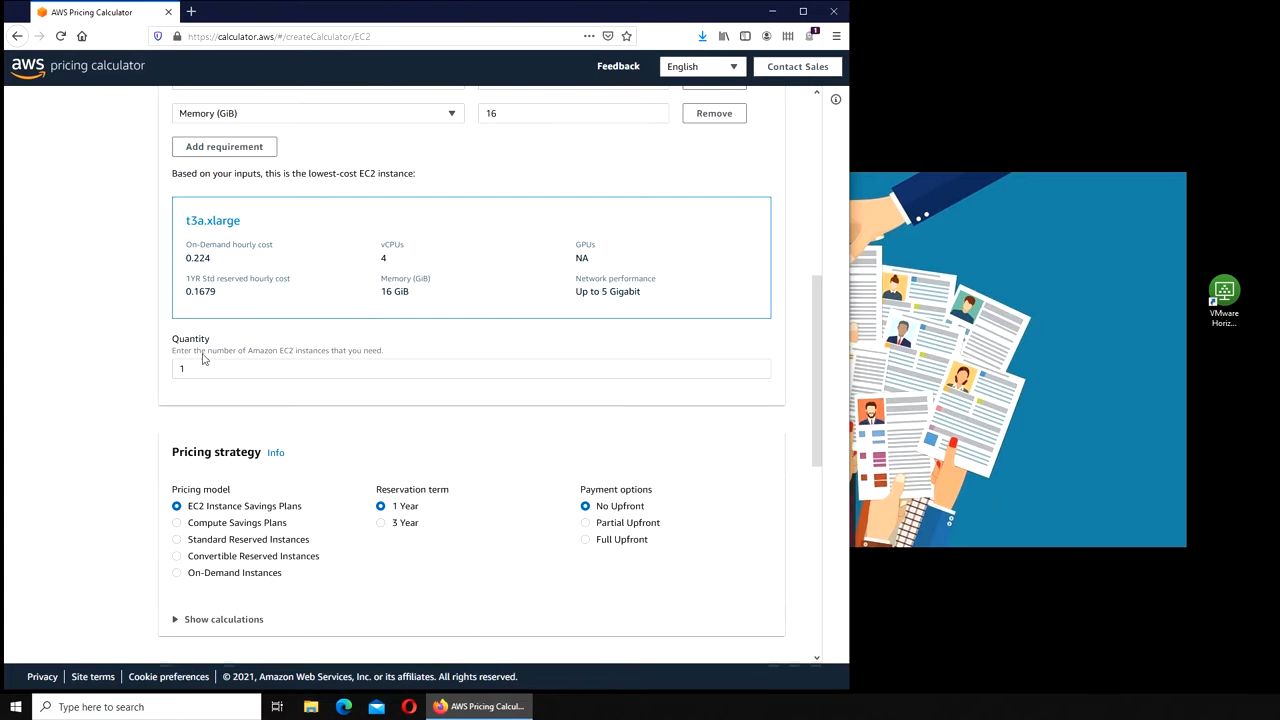 AWS Pricing Calculator
https://calculator.aws/#/createCalculator/EC2
1
aws pricing calculator
Feedback
English
Contact Sales
Memory (GiB)
16
Remove
Add requirement
Based on your inputs, this is the lowest-cost EC2 instance:
t3a.xlarge
On-Demand hourly cost
vCPUs
GPUs
0.224
4
NA
1YR Std reserved hourly cost
Memory (GiB)
Network performance
0.1679
16 GiB
Up to 5 Gigabit
Quantity
Enter the number of Amazon EC2 instances that you need.
1
Pricing strategy Info
Pricing model
Reservation term
Payment options
EC2 Instance Savings Plans
1 Year
No Upfront
Compute Savings Plans
3 Year
Partial Upfront
Standard Reserved Instances
Full Upfront
Convertible Reserved Instances
On-Demand Instances
Show calculations
Privacy
Site terms
Cookie preferences
© 2021, Amazon Web Services, Inc. or its affiliates. All rights reserved.
VMware
Horiz...
Type here to search
AWS Pricing Calcul...